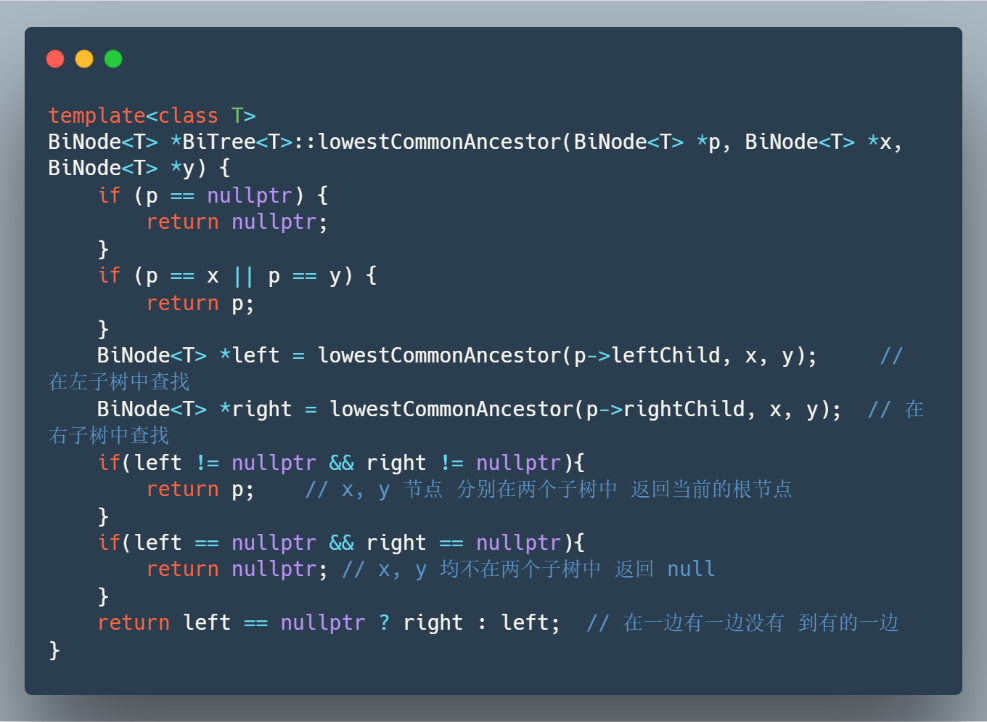 template<class T>
BiNode<T> *BiTree<T>::lowestCommonAncestor(BiNode<T> *p, BiNode<T> *x,
BiNode<T> *y) {
    if (p == nullptr) {
        return nullptr;
    }
    if (p == x || p == y) {
        return p;
    }
    BiNode<T> *left = lowestCommonAncestor(p->leftChild, x, y);     //
在左子树中查找
    BiNode<T> *right = lowestCommonAncestor(p->rightChild, x, y);  // 在
右子树中查找
    if(left != nullptr && right != nullptr){
        return p;    // x, y 节点 分别在两个子树中 返回当前的根节点
    }
    if(left == nullptr && right == nullptr){
        return nullptr; // x, y 均不在两个子树中 返回 null
    }
    return left == nullptr ? right : left;  // 在一边有一边没有 到有的一边
}